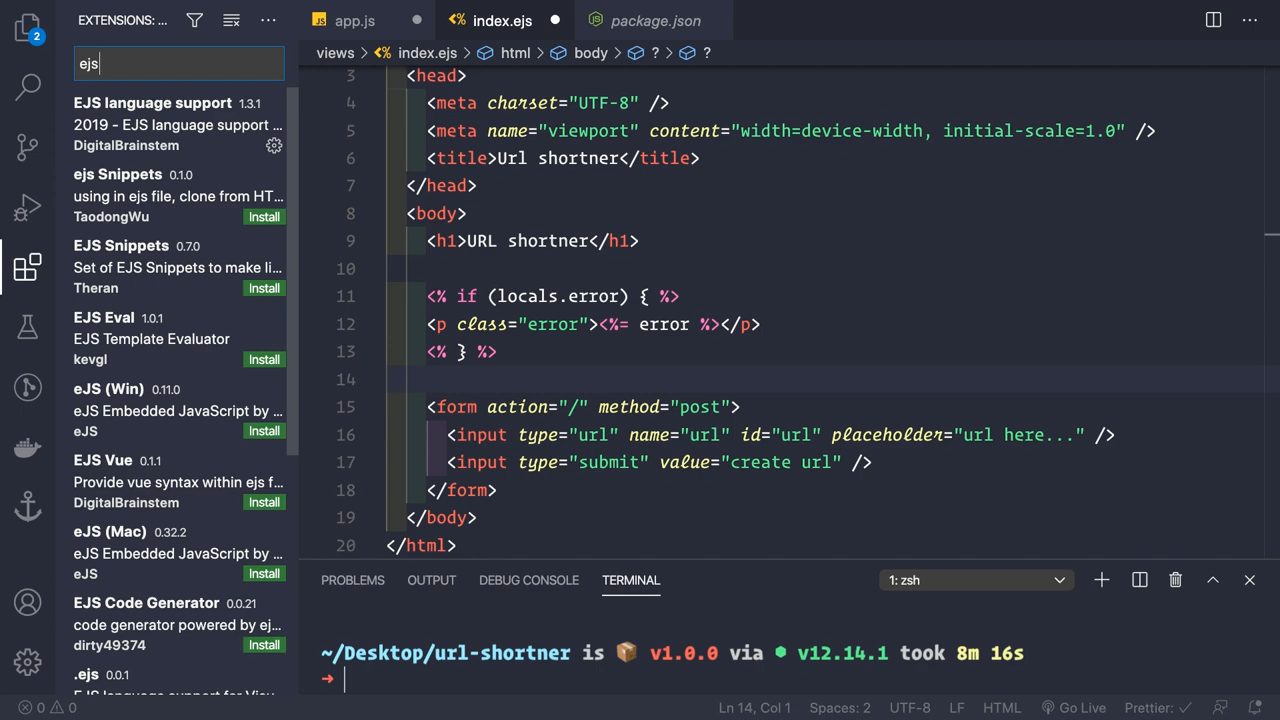 EXTENSIONS: ...
JS app.js
<% index.ejs
package.json
2
ejs
views > <% index.ejs > html > body > ? > ?
EJS language support 1.3.1
2019 - EJS language support ...
DigitalBrainstem
ejs Snippets 0.1.0
using in ejs file, clone from HT...
TaodongWu Install
EJS Snippets 0.7.0
Set of EJS Snippets to make li...
Theran Install
EJS Eval 1.0.1
EJS Template Evaluator
kevgl Install
eJS (Win) 0.11.0
eJS Embedded JavaScript by ...
eJS Install
EJS Vue 0.1.1
Provide vue syntax within ejs f...
DigitalBrainstem Install
eJS (Mac) 0.32.2
eJS Embedded JavaScript by ...
eJS Install
EJS Code Generator 0.0.21
code generator powered by ej...
dirty49374 Install
.ejs 0.0.1
3 <head>
4 <meta charset="UTF-8" />
5 <meta name="viewport" content="width=device-width, initial-scale=1.0" />
6 <title>Url shortner</title>
7 </head>
8 <body>
9 <h1>URL shortner</h1>
10
11 <% if (locals.error) { %>
12 <p class="error"><%= error %></p>
13 <% } %>
14
15 <form action="/" method="post">
16 <input type="url" name="url" id="url" placeholder="url here..." />
17 <input type="submit" value="create url" />
18 </form>
19 </body>
20 </html>
PROBLEMS OUTPUT DEBUG CONSOLE TERMINAL 1: zsh
~/Desktop/url-shortner is 📦 v1.0.0 via ⬢ v12.14.1 took 8m 16s
➜
0 0 Ln 14, Col 1 Spaces: 2 UTF-8 LF HTML Go Live Prettier: ✓